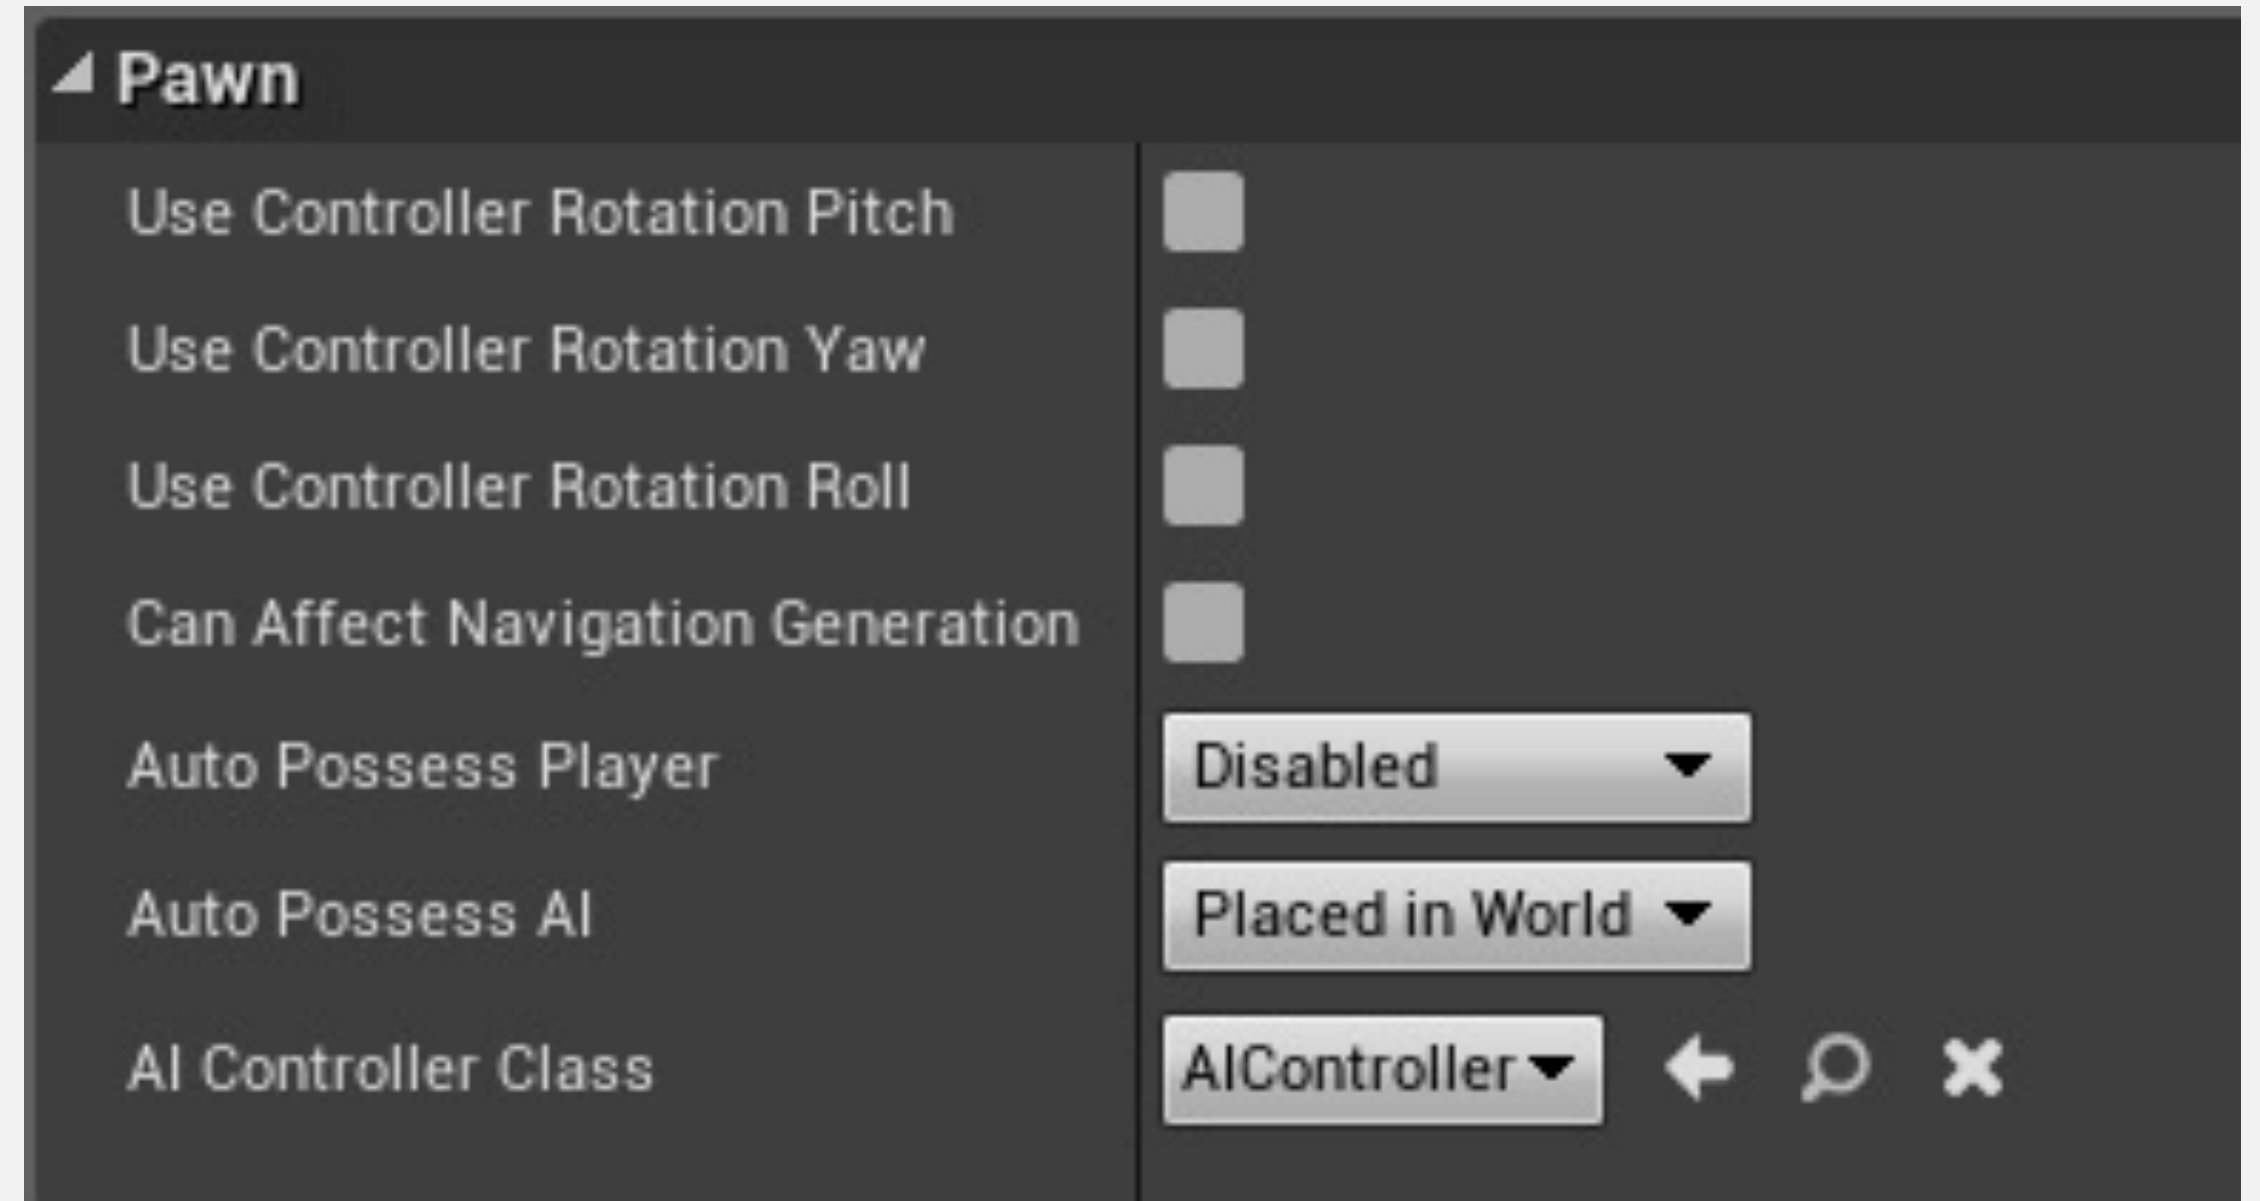 Pawn
Use Controller Rotation Pitch
Use Controller Rotation Yaw
Use Controller Rotation Roll
Can Affect Navigation Generation
Auto Possess Player Disabled
Auto Possess AI Placed in World
AI Controller Class AIController